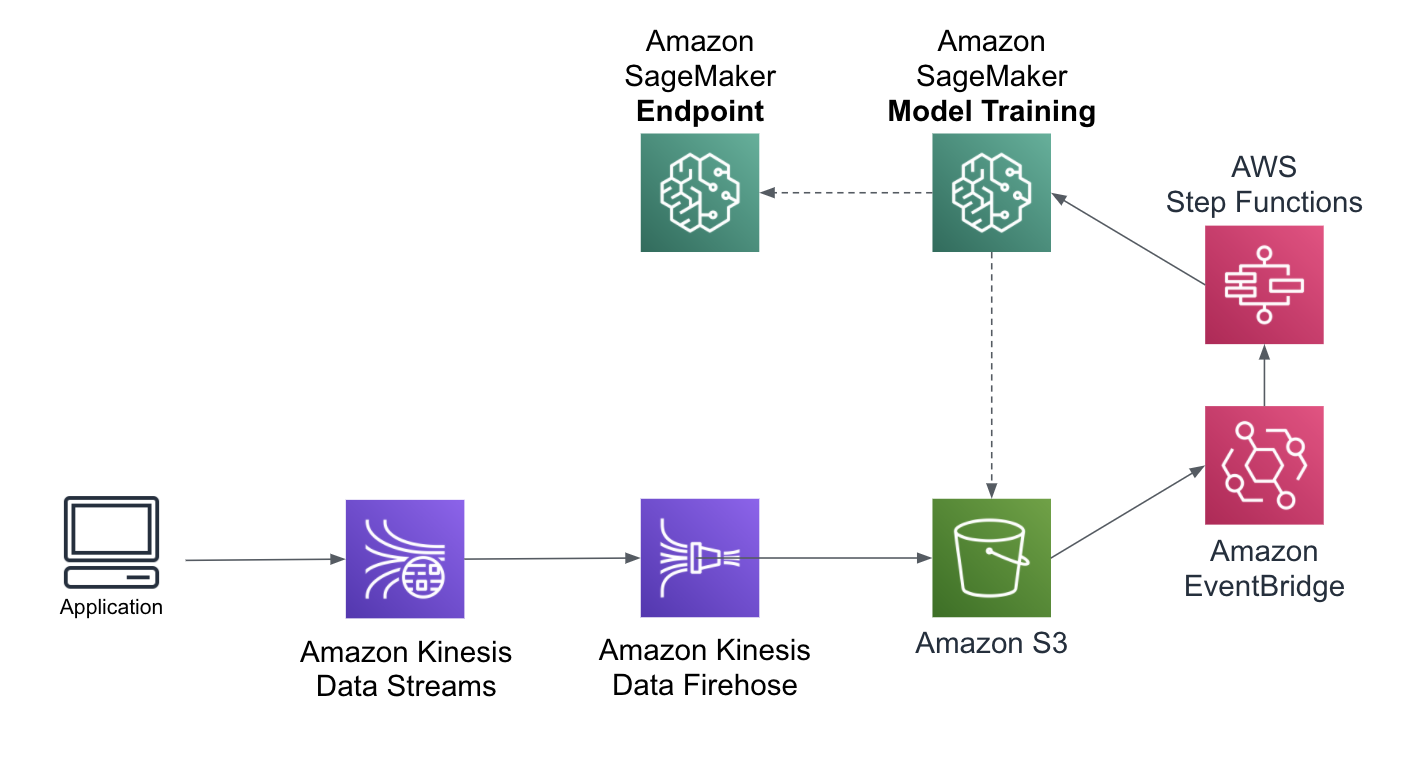 Amazon
SageMaker
Endpoint
Amazon
SageMaker
Model Training
AWS
Step Functions
Application
Amazon Kinesis
Data Streams
Amazon Kinesis
Data Firehose
Amazon S3
Amazon
EventBridge